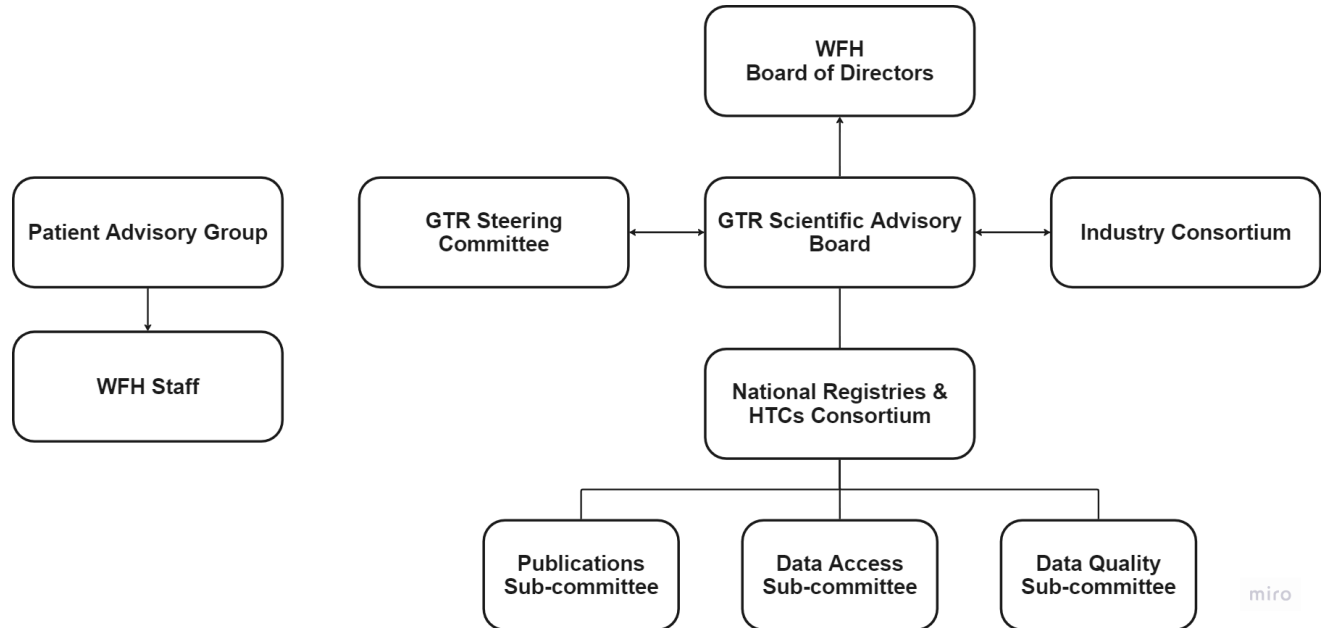 WFH
Board of Directors
Patient Advisory Group
GTR Steering
Committee
GTR Scientific Advisory
Board
Industry Consortium
WFH Staff
National Registries &
HTCs Consortium
Publications
Sub-committee
Data Access
Sub-committee
Data Quality
Sub-committee
miro